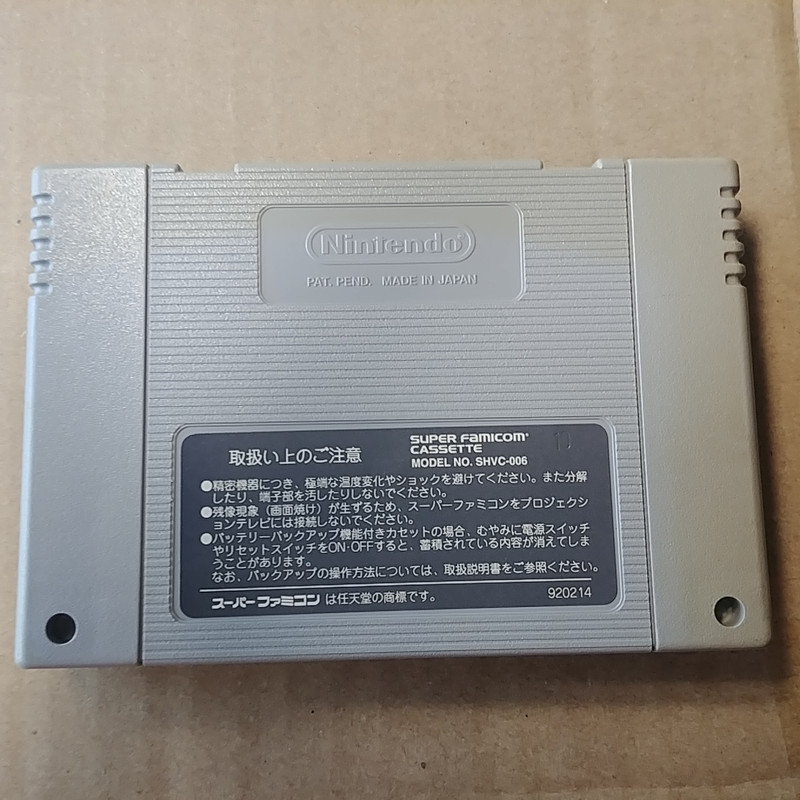 Nintendo
PAT. PEND. MADE IN JAPAN
取扱い上のご注意
SUPER FAMICOM
CASSETTE
MODEL NO. SHVC-006
●精密機器につき、極端な温度変化やショックを避けてください。また分解
したり、端子部を汚したりしないでください。
●残像現象（画面焼け）が生ずるため、スーパーファミコンをプロジェクシ
ョンテレビには接続しないでください。
●バッテリーバックアップ機能付きカセットの場合、むやみに電源スイッチ
やリセットスイッチをON・OFFすると、蓄積されている内容が消えてしま
うことがあります。
なお、バックアップの操作方法については、取扱説明書をご参照ください。
スーパーファミコン は任天堂の商標です。
920214